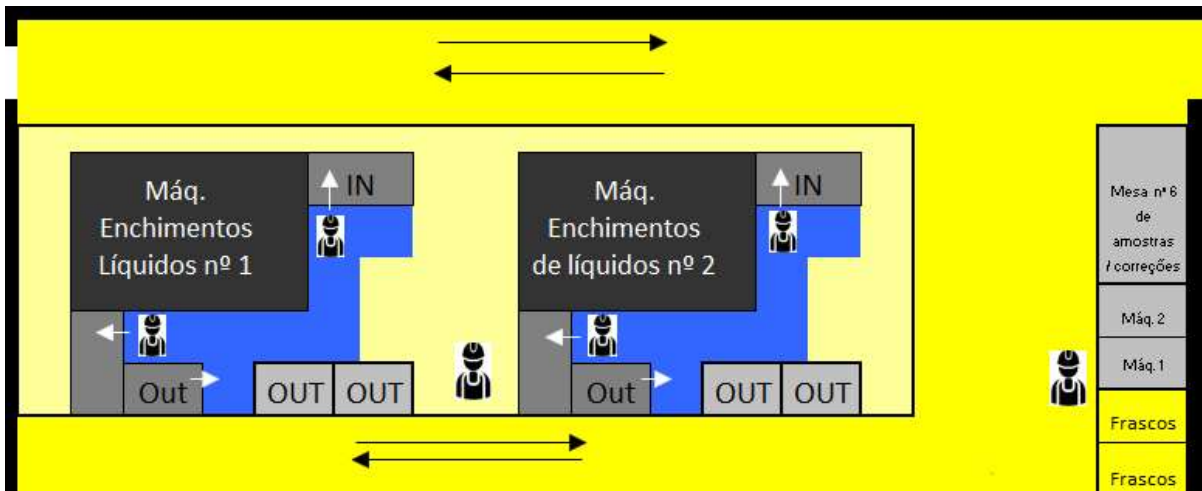 Máq.
Enchimentos
Líquidos nº 1
IN
Out
OUT
OUT
Máq.
Enchimentos
de líquidos nº 2
IN
Out
OUT
OUT
Mesa nº 6
de
amostras
/ correções
Máq. 2
Máq.1
Frascos
Frascos